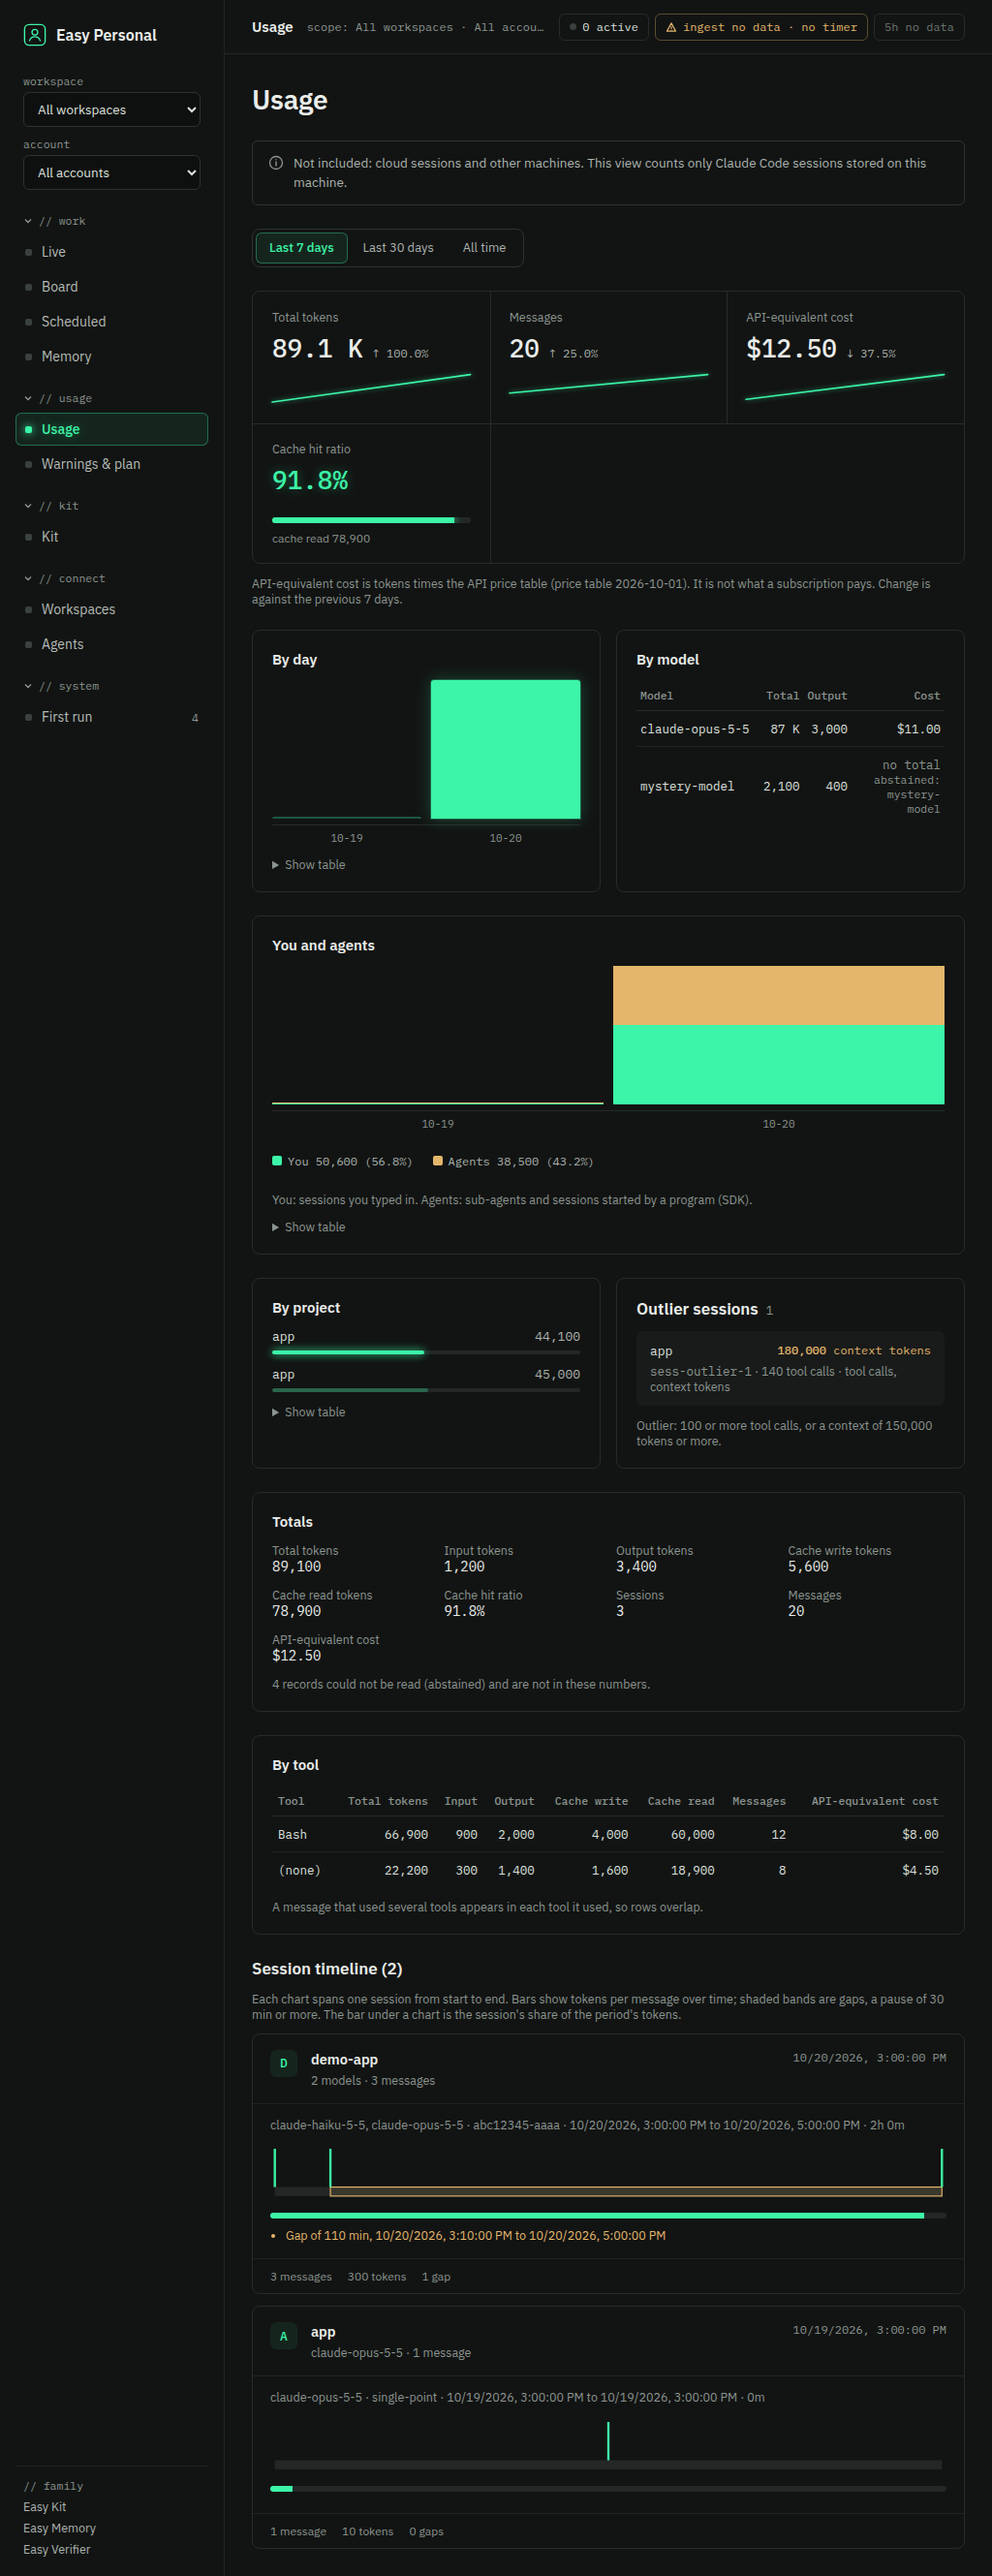 Easy Personal
workspace
All workspaces
account
All accounts
// work
Live
Board
Scheduled
Memory
// usage
Usage
Warnings & plan
// kit
Kit
// connect
Workspaces
Agents
// system
First run 4
// family
Easy Kit
Easy Memory
Easy Verifier
Usage scope: All workspaces · All accou… 0 active ingest no data · no timer 5h no data
Usage
Not included: cloud sessions and other machines. This view counts only Claude Code sessions stored on this
machine.
Last 7 days Last 30 days All time
Total tokens
89.1 K ↑ 100.0%
Messages
20 ↑ 25.0%
API-equivalent cost
$12.50 ↓ 37.5%
Cache hit ratio
91.8%
cache read 78,900
API-equivalent cost is tokens times the API price table (price table 2026-10-01). It is not what a subscription pays. Change is
against the previous 7 days.
By day
10-19 10-20
Show table
By model
Model Total Output Cost
claude-opus-5-5 87 K 3,000 $11.00
mystery-model 2,100 400 no total
abstained:
mystery-
model
You and agents
10-19 10-20
You 50,600 (56.8%) Agents 38,500 (43.2%)
You: sessions you typed in. Agents: sub-agents and sessions started by a program (SDK).
Show table
By project
app 44,100
app 45,000
Show table
Outlier sessions 1
app 180,000 context tokens
sess-outlier-1 · 140 tool calls · tool calls,
context tokens
Outlier: 100 or more tool calls, or a context of 150,000
tokens or more.
Totals
Total tokens Input tokens Output tokens Cache write tokens
89,100 1,200 3,400 5,600
Cache read tokens Cache hit ratio Sessions Messages
78,900 91.8% 3 20
API-equivalent cost
$12.50
4 records could not be read (abstained) and are not in these numbers.
By tool
Tool Total tokens Input Output Cache write Cache read Messages API-equivalent cost
Bash 66,900 900 2,000 4,000 60,000 12 $8.00
(none) 22,200 300 1,400 1,600 18,900 8 $4.50
A message that used several tools appears in each tool it used, so rows overlap.
Session timeline (2)
Each chart spans one session from start to end. Bars show tokens per message over time; shaded bands are gaps, a pause of 30
min or more. The bar under a chart is the session's share of the period's tokens.
D demo-app 10/20/2026, 3:00:00 PM
2 models · 3 messages
claude-haiku-5-5, claude-opus-5-5 · abc12345-aaaa · 10/20/2026, 3:00:00 PM to 10/20/2026, 5:00:00 PM · 2h 0m
• Gap of 110 min, 10/20/2026, 3:10:00 PM to 10/20/2026, 5:00:00 PM
3 messages 300 tokens 1 gap
A app 10/19/2026, 3:00:00 PM
claude-opus-5-5 · 1 message
claude-opus-5-5 · single-point · 10/19/2026, 3:00:00 PM to 10/19/2026, 3:00:00 PM · 0m
1 message 10 tokens 0 gaps